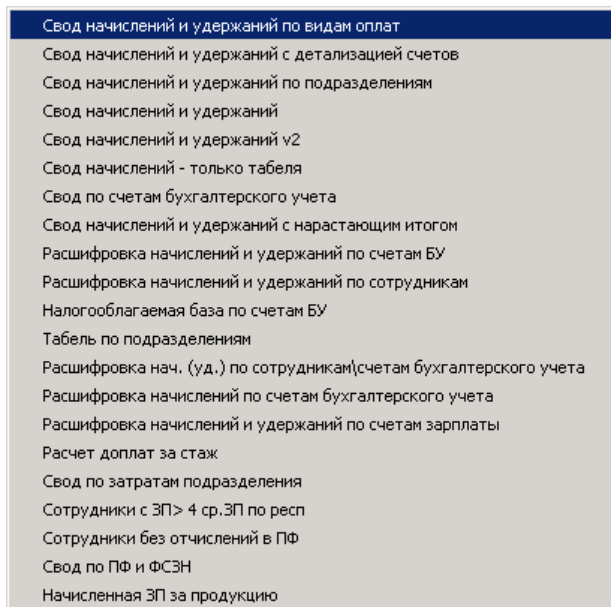 Свод начислений и удержаний по видам оплат
Свод начислений и удержаний с детализацией счетов
Свод начислений и удержаний по подразделениям
Свод начислений и удержаний
Свод начислений и удержаний v2
Свод начислений - только табеля
Свод по счетам бухгалтерского учета
Свод начислений и удержаний с нарастающим итогом
Расшифровка начислений и удержаний по счетам БУ
Расшифровка начислений и удержаний по сотрудникам
Налогооблагаемая база по счетам БУ
Табель по подразделениям
Расшифровка нач. (уд.) по сотрудникам\счетам бухгалтерского учета
Расшифровка начислений по счетам бухгалтерского учета
Расшифровка начислений и удержаний по счетам зарплаты
Расчет доплат за стаж
Свод по затратам подразделения
Сотрудники с ЗП> 4 ср.ЗП по респ
Сотрудники без отчислений в ПФ
Свод по ПФ и ФСЗН
Начисленная ЗП за продукцию